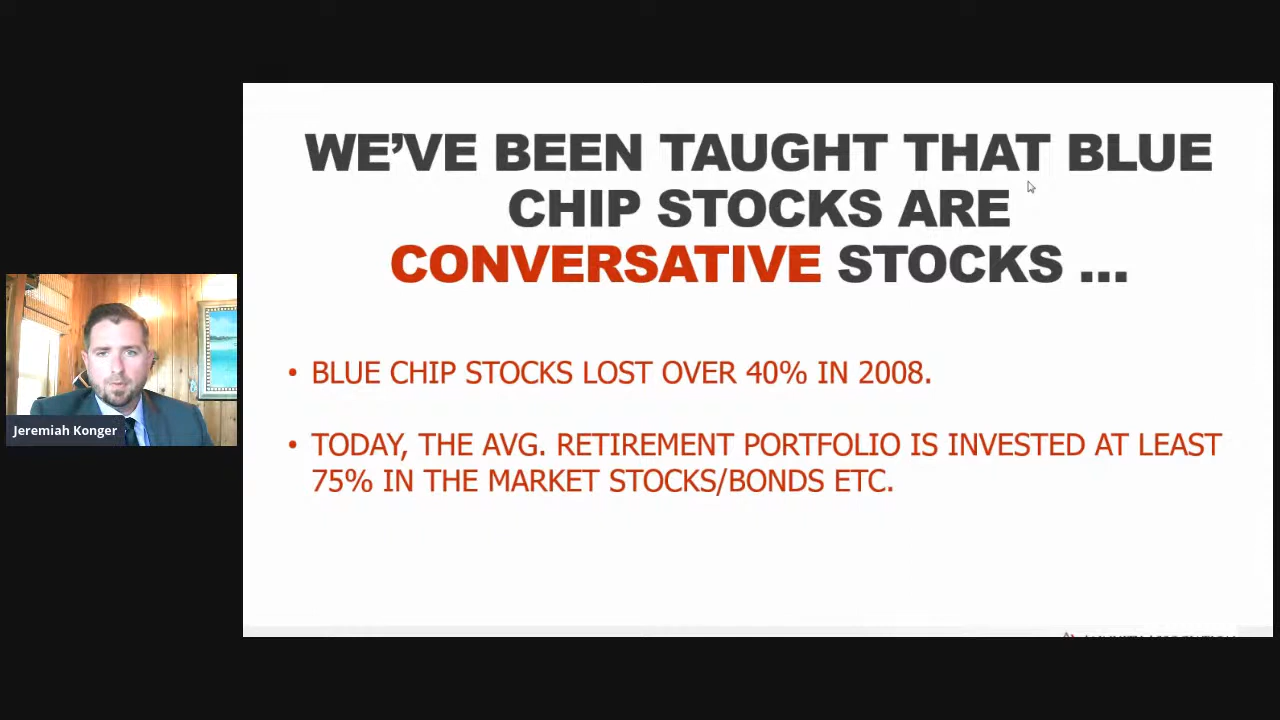 WE’VE BEEN TAUGHT THAT BLUE
CHIP STOCKS ARE
CONVERSATIVE STOCKS ...
• BLUE CHIP STOCKS LOST OVER 40% IN 2008.
• TODAY, THE AVG. RETIREMENT PORTFOLIO IS INVESTED AT LEAST
75% IN THE MARKET STOCKS/BONDS ETC.
Jeremiah Konger